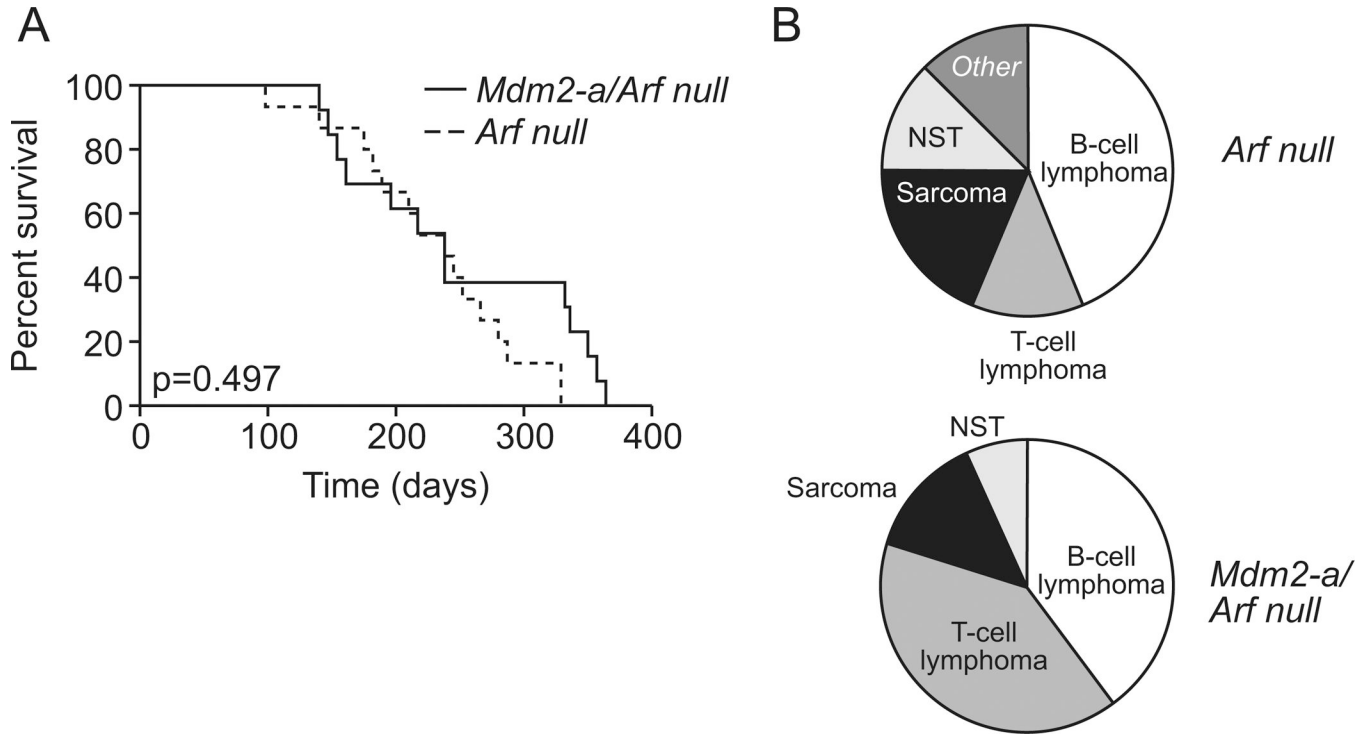 A
Percent survival
100
80
60
40
20
0
Mdm2-a/Arf null
Arf null
p=0.497
0 100 200 300 400
Time (days)
B
Other
NST
B-cell
lymphoma
Sarcoma
T-cell
lymphoma
Arf null
NST
Sarcoma
B-cell
lymphoma
T-cell
lymphoma
Mdm2-a/
Arf null